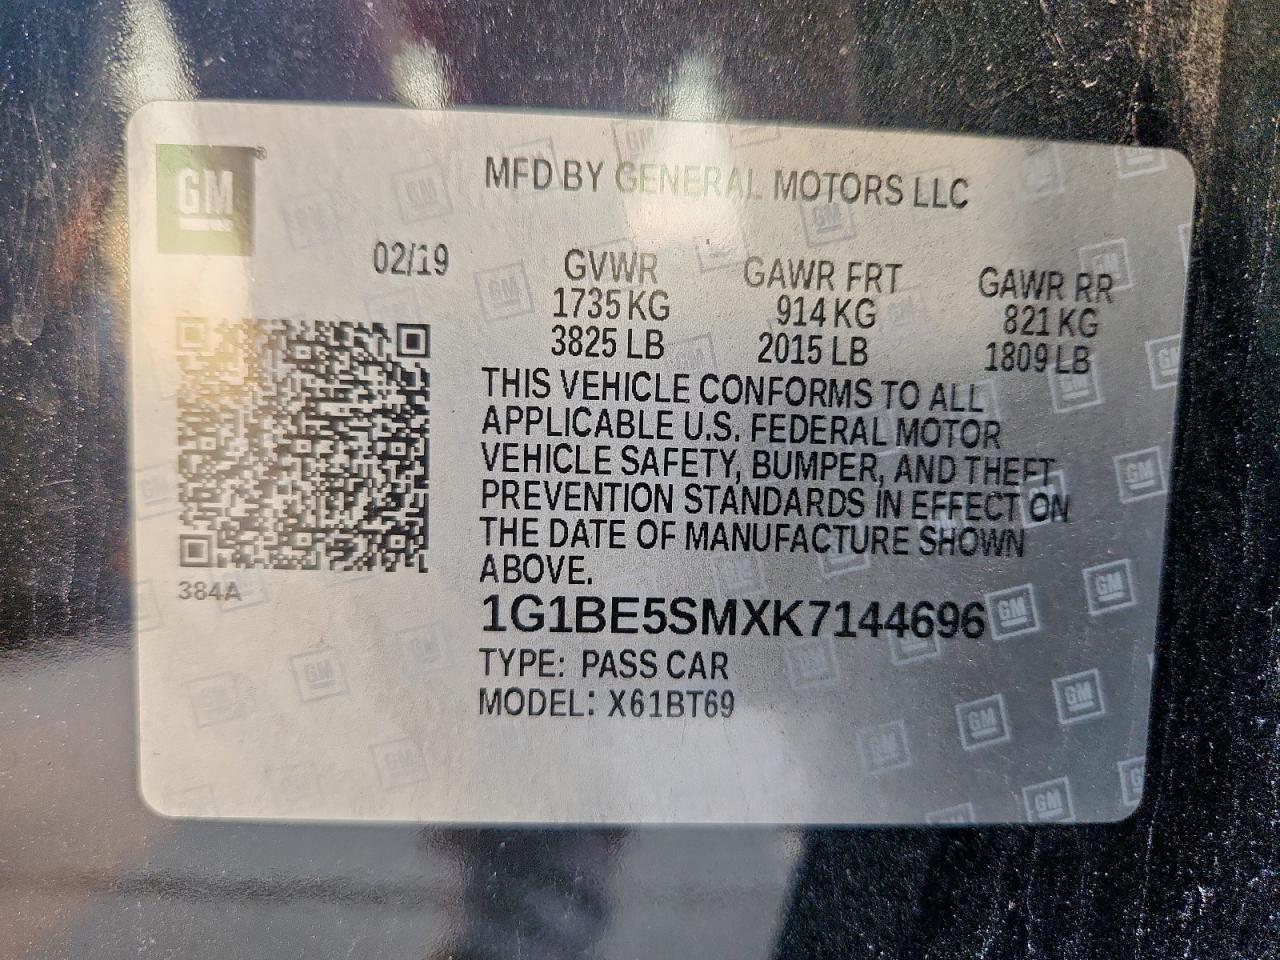 GM
MFD BY GENERAL MOTORS LLC
02/19
GVWR GAWR FRT GAWR RR
1735 KG 914 KG 821 KG
3825 LB 2015 LB 1809 LB
THIS VEHICLE CONFORMS TO ALL
APPLICABLE U.S. FEDERAL MOTOR
VEHICLE SAFETY, BUMPER, AND THEFT
PREVENTION STANDARDS IN EFFECT ON
THE DATE OF MANUFACTURE SHOWN
ABOVE.
384A
1G1BE5SMXK7144696
TYPE: PASS CAR
MODEL: X61BT69